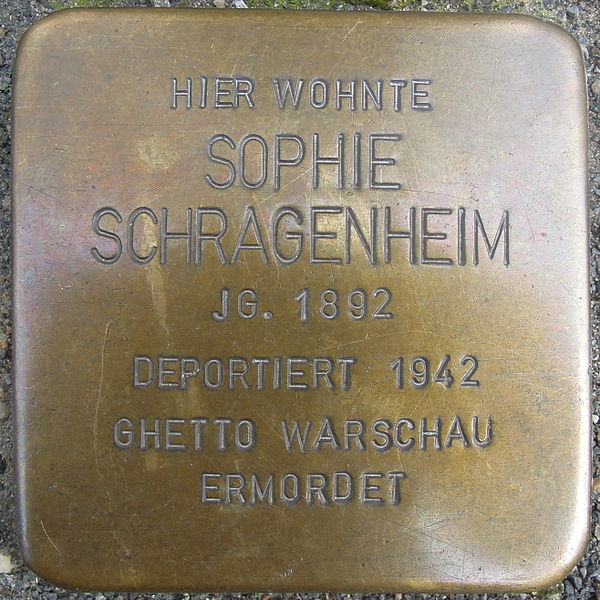 HIER WOHNTE
SOPHIE
SCHRAGENHEIM
JG. 1892
DEPORTIERT 1942
GHETTO WARSCHAU
ERMORDET